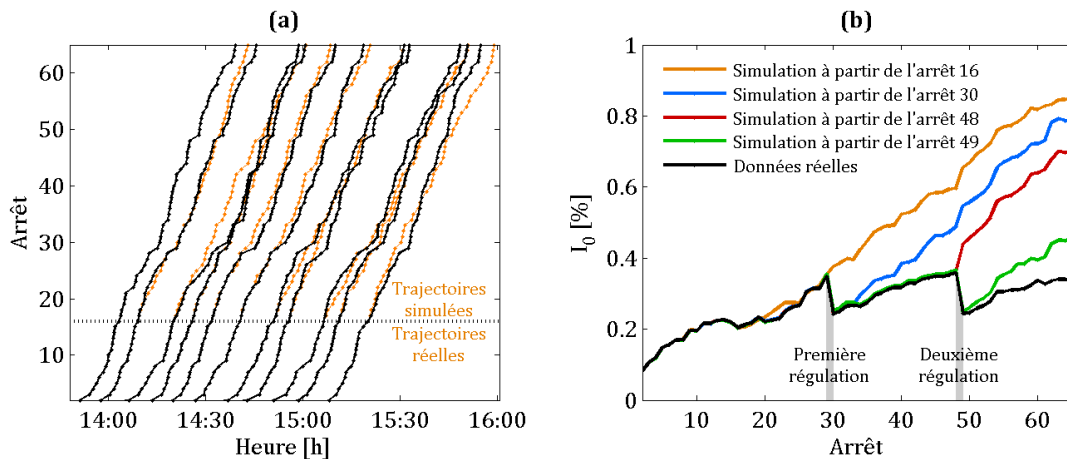 (a)
60
50
40
30
20
10
Arrêt
Trajectoires
simulées
Trajectoires
réelles
14:00
14:30
15:00
15:30
16:00
Heure [h]
(b)
1
0.8
0.6
0.4
0.2
0
I₀ [%]
Simulation à partir de l'arrêt 16
Simulation à partir de l'arrêt 30
Simulation à partir de l'arrêt 48
Simulation à partir de l'arrêt 49
Données réelles
Première
régulation
Deuxième
régulation
10
20
30
40
50
60
Arrêt